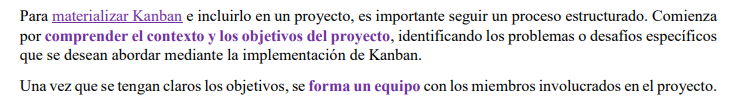 Para materializar Kanban e incluirlo en un proyecto, es importante seguir un proceso estructurado. Comienza
por comprender el contexto y los objetivos del proyecto, identificando los problemas o desafíos específicos
que se desean abordar mediante la implementación de Kanban.
Una vez que se tengan claros los objetivos, se forma un equipo con los miembros involucrados en el proyecto.